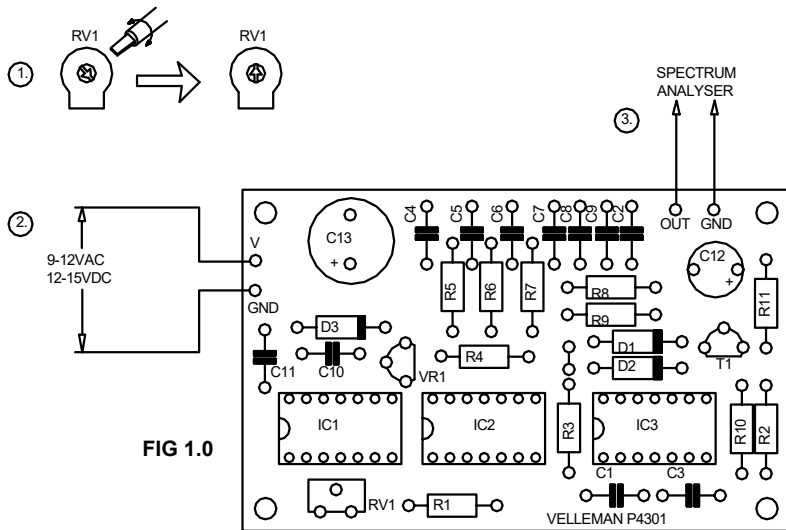 RV1
RV1
1.
SPECTRUM
ANALYSER
3.
2.
9-12VAC
12-15VDC
V
GND
OUT GND
C13
+
C4
C5
C6
C7
C8
C9
C2
C12
+
R5
R6
R7
R8
R9
R11
D3
C10
C11
VR1
R4
D1
D2
T1
IC1
IC2
R3
IC3
R10
R2
FIG 1.0
RV1
R1
C1
C3
VELLEMAN P4301